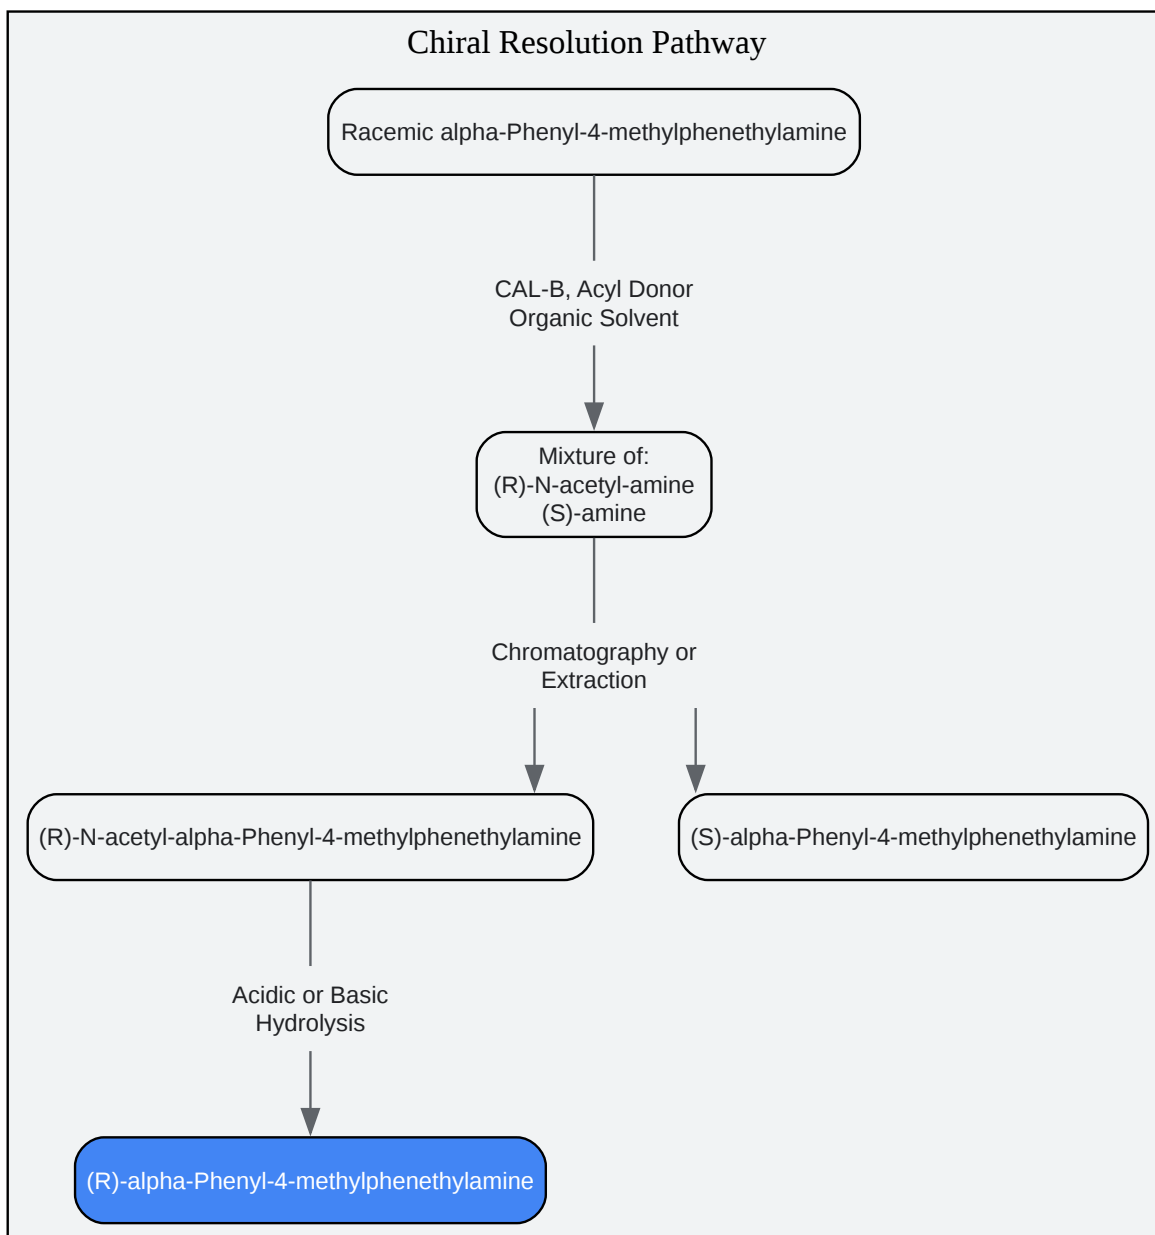 Chiral Resolution Pathway
Racemic alpha-Phenyl-4-methylphenethylamine
CAL-B, Acyl Donor
Organic Solvent
Mixture of:
(R)-N-acetyl-amine
(S)-amine
Chromatography or
Extraction
(R)-N-acetyl-alpha-Phenyl-4-methylphenethylamine
(S)-alpha-Phenyl-4-methylphenethylamine
Acidic or Basic
Hydrolysis
(R)-alpha-Phenyl-4-methylphenethylamine